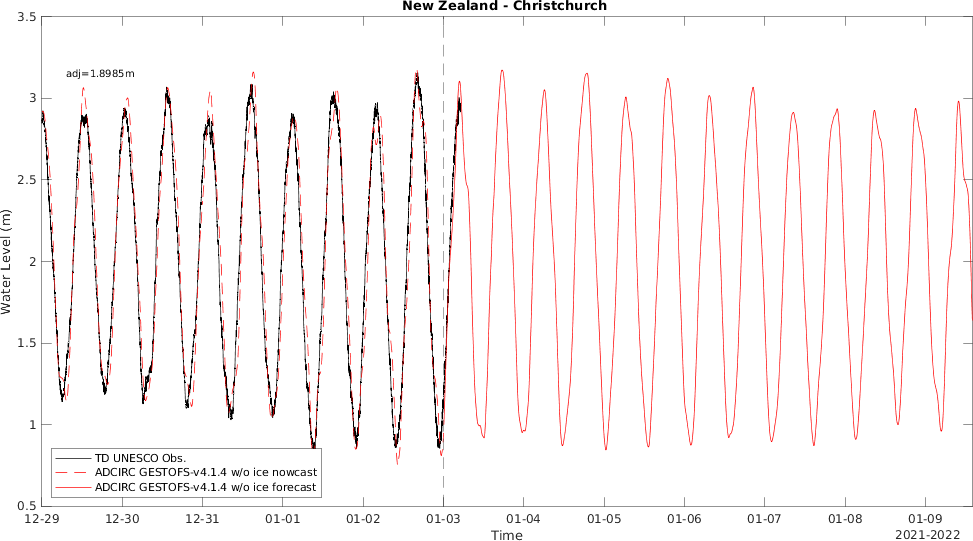 New Zealand - Christchurch
3.5
3
2.5
2
1.5
1
0.5
Water Level (m)
adj=1.8985m
TD UNESCO Obs.
ADCIRC GESTOFS-v4.1.4 w/o ice nowcast
ADCIRC GESTOFS-v4.1.4 w/o ice forecast
12-29 12-30 12-31 01-01 01-02 01-03 01-04 01-05 01-06 01-07 01-08 01-09
Time
2021-2022